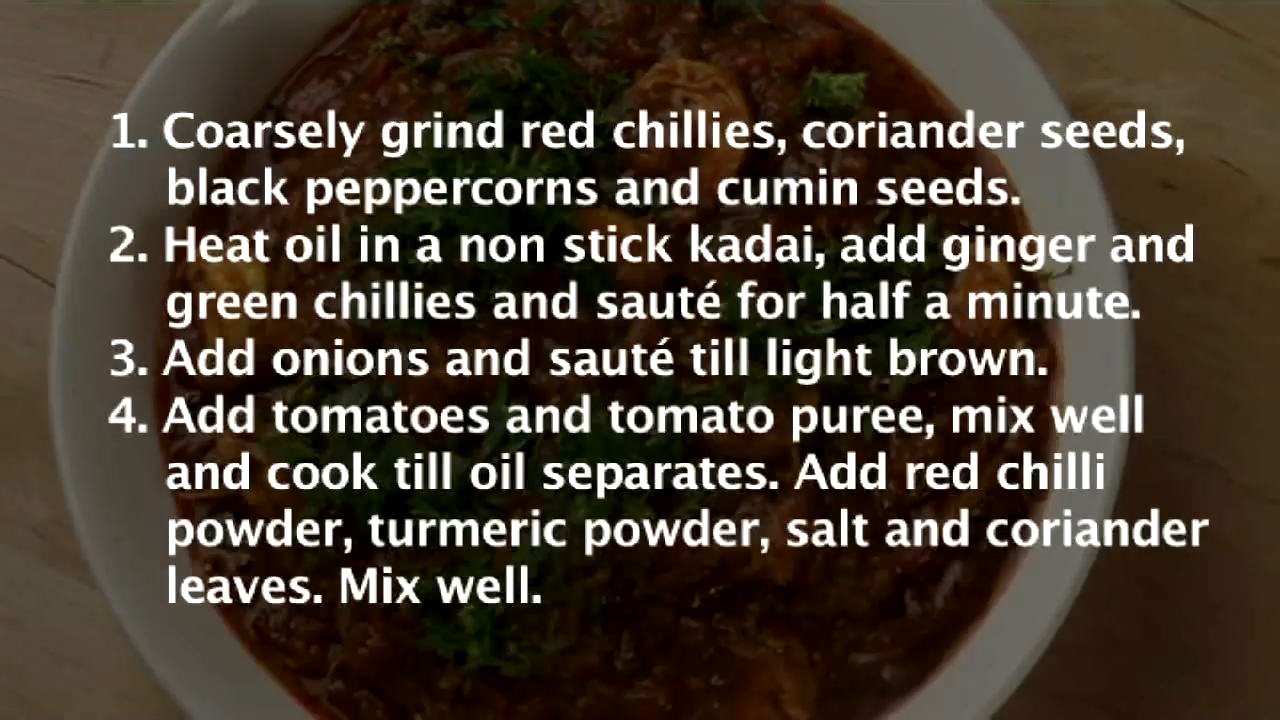 1. Coarsely grind red chillies, coriander seeds,
black peppercorns and cumin seeds.
2. Heat oil in a non stick kadai, add ginger and
green chillies and sauté for half a minute.
3. Add onions and sauté till light brown.
4. Add tomatoes and tomato puree, mix well
and cook till oil separates. Add red chilli
powder, turmeric powder, salt and coriander
leaves. Mix well.